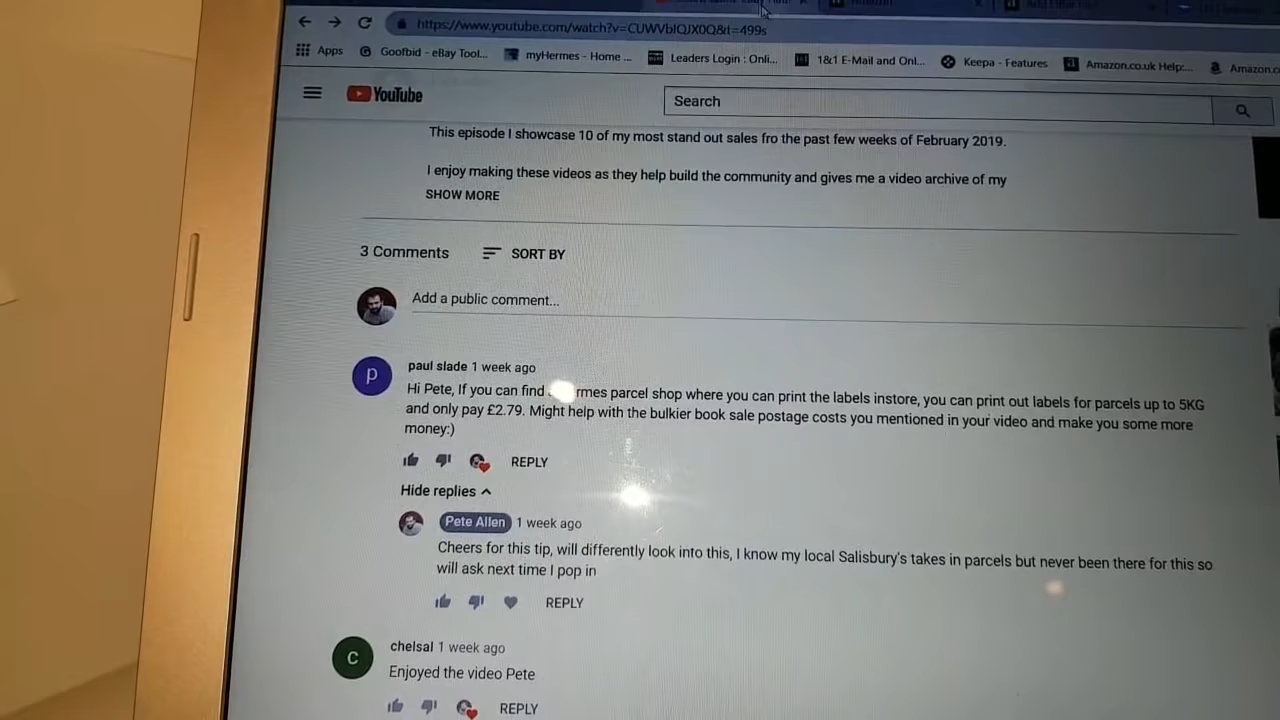 https://www.youtube.com/watch?v=CUWVbIQJX0Q&t=499s
Apps Goofbid - eBay Tool... myHermes - Home ... Leaders Login : Onli... 1&1 E-Mail and Onl... Keepa - Features Amazon.co.uk Help:... Amazon.c
YouTube Search
This episode I showcase 10 of my most stand out sales fro the past few weeks of February 2019.
I enjoy making these videos as they help build the community and gives me a video archive of my
SHOW MORE
3 Comments SORT BY
Add a public comment...
P
paul slade 1 week ago
Hi Pete, If you can find rmes parcel shop where you can print the labels instore, you can print out labels for parcels up to 5KG
and only pay £2.79. Might help with the bulkier book sale postage costs you mentioned in your video and make you some more
money:)
REPLY
Hide replies
Pete Allen 1 week ago
Cheers for this tip, will differently look into this, I know my local Salisbury's takes in parcels but never been there for this so
will ask next time I pop in
REPLY
C
chelsal 1 week ago
Enjoyed the video Pete
REPLY